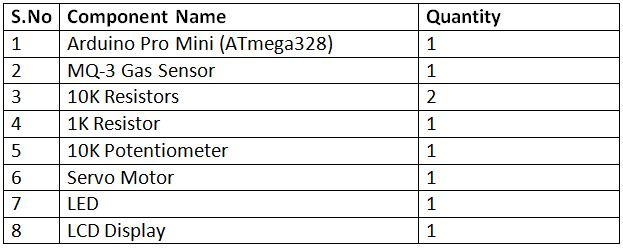 S.No Component Name Quantity
1 Arduino Pro Mini (ATmega328) 1
2 MQ-3 Gas Sensor 1
3 10K Resistors 2
4 1K Resistor 1
5 10K Potentiometer 1
6 Servo Motor 1
7 LED 1
8 LCD Display 1